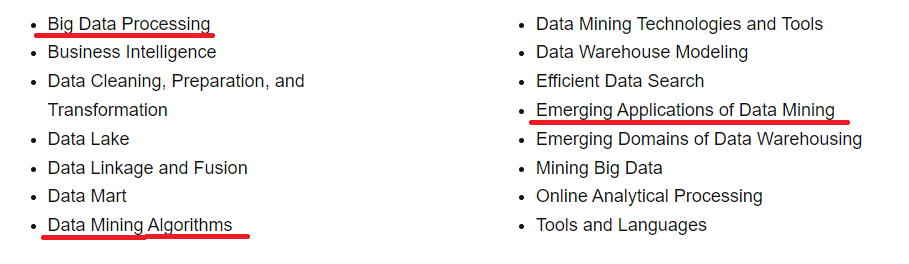 Big Data Processing
Business Intelligence
Data Cleaning, Preparation, and
Transformation
Data Lake
Data Linkage and Fusion
Data Mart
Data Mining Algorithms
Data Mining Technologies and Tools
Data Warehouse Modeling
Efficient Data Search
Emerging Applications of Data Mining
Emerging Domains of Data Warehousing
Mining Big Data
Online Analytical Processing
Tools and Languages